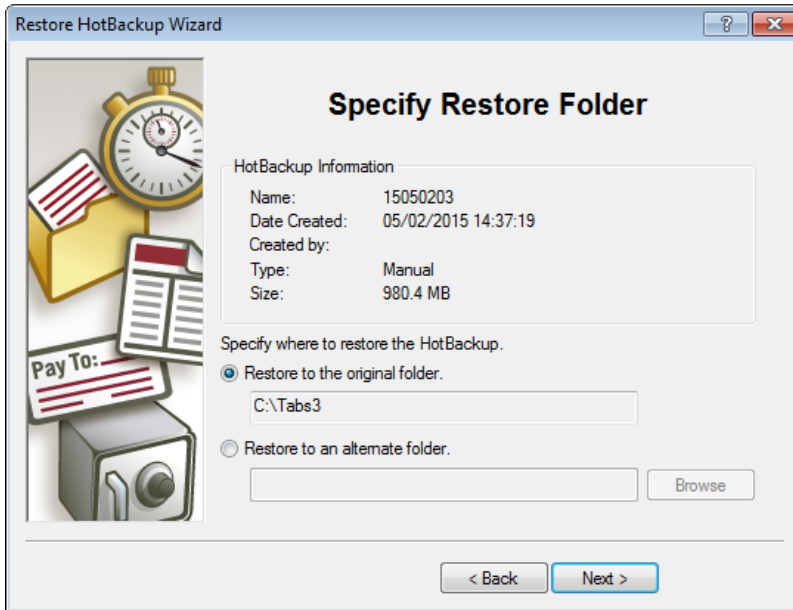 Restore HotBackup Wizard
Specify Restore Folder
HotBackup Information
Name: 15050203
Date Created: 05/02/2015 14:37:19
Created by:
Type: Manual
Size: 980.4 MB
Pay To:
Specify where to restore the HotBackup.
Restore to the original folder.
C:\Tabs3
Restore to an alternate folder.
Browse
< Back Next >